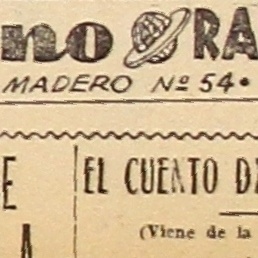 no RA
MADERO Nº 54•
E
EL CUENTO D
(Viene de la
A